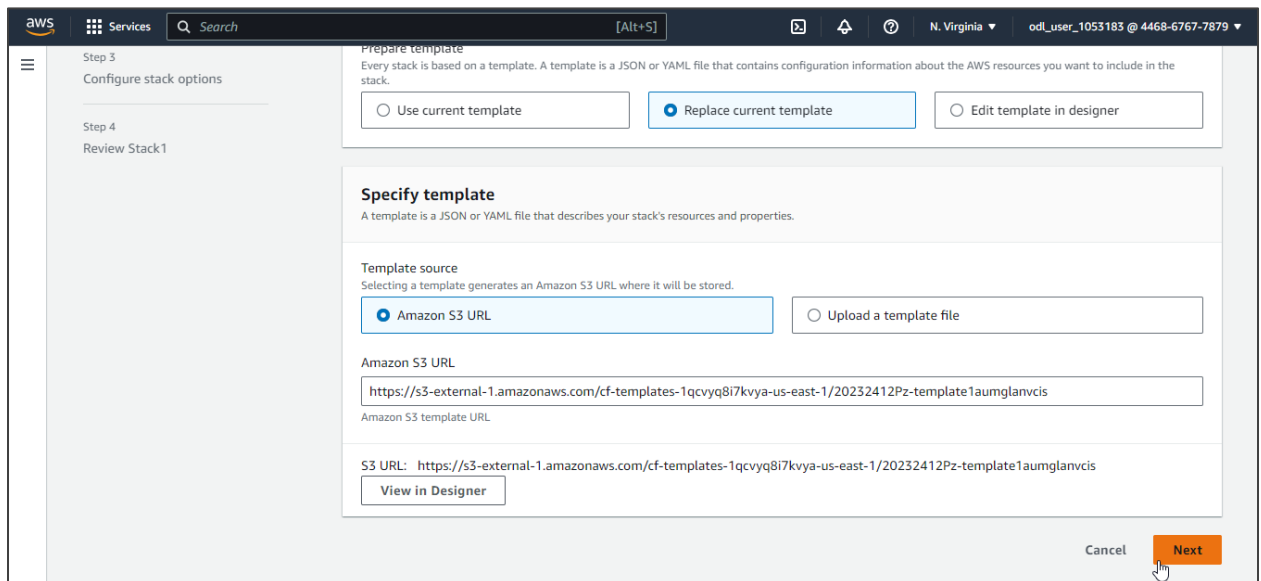 aws Services Search [Alt+S] N. Virginia ▼ odl_user_1053183 @ 4468-6767-7879 ▼
Step 3
Configure stack options
Step 4
Review Stack1
Prepare template
Every stack is based on a template. A template is a JSON or YAML file that contains configuration information about the AWS resources you want to include in the
stack.
Use current template Replace current template Edit template in designer
Specify template
A template is a JSON or YAML file that describes your stack's resources and properties.
Template source
Selecting a template generates an Amazon S3 URL where it will be stored.
Amazon S3 URL Upload a template file
Amazon S3 URL
https://s3-external-1.amazonaws.com/cf-templates-1qcvyq8i7kvya-us-east-1/20232412Pz-template1aumglanvcis
Amazon S3 template URL
S3 URL: https://s3-external-1.amazonaws.com/cf-templates-1qcvyq8i7kvya-us-east-1/20232412Pz-template1aumglanvcis
View in Designer
Cancel Next